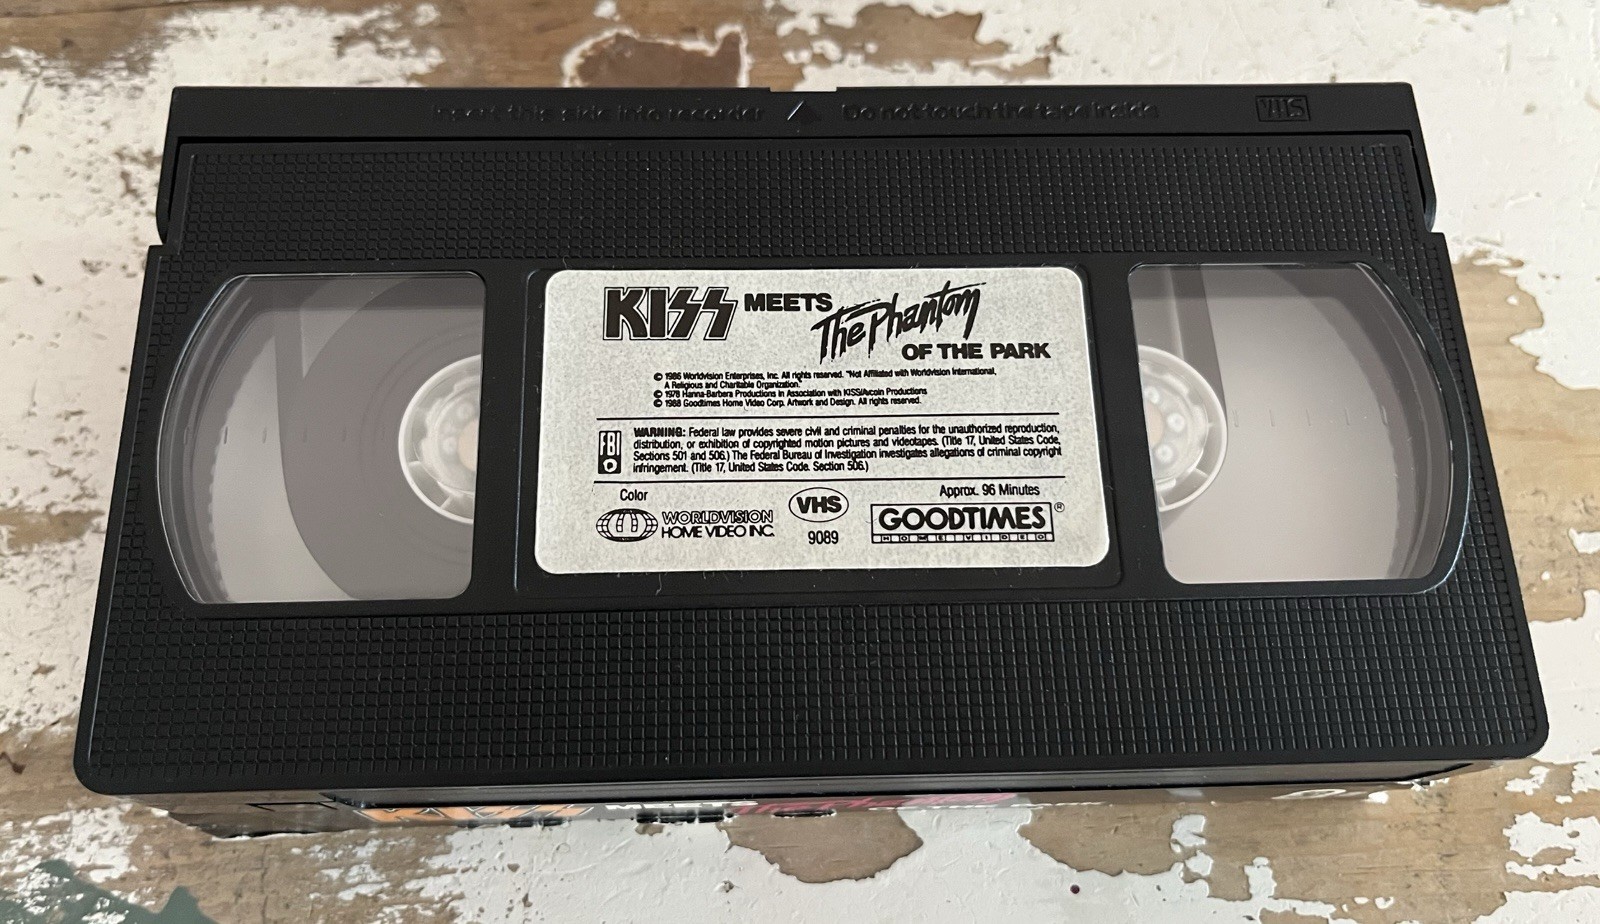 Insert this side into recorder Do not touch the tape inside VHS
KISS MEETS The Phantom
OF THE PARK
© 1986 Worldvision Enterprises, Inc. All rights reserved. "Not Affiliated with Worldvision International,
A Religious and Charitable Organization."
© 1978 Hanna-Barbera Productions in Association with KISS/Aucoin Productions
© 1988 Goodtimes Home Video Corp. Artwork and Design. All rights reserved.
FBI
WARNING: Federal law provides severe civil and criminal penalties for the unauthorized reproduction,
distribution, or exhibition of copyrighted motion pictures and videotapes. (Title 17, United States Code,
Sections 501 and 506.) The Federal Bureau of Investigation investigates allegations of criminal copyright
infringement. (Title 17, United States Code. Section 506.)
Color
Approx. 96 Minutes
WORLDVISION
HOME VIDEO INC.
VHS
9089
GOODTIMES®
HOME VIDEO
KISS MEETS The Phantom